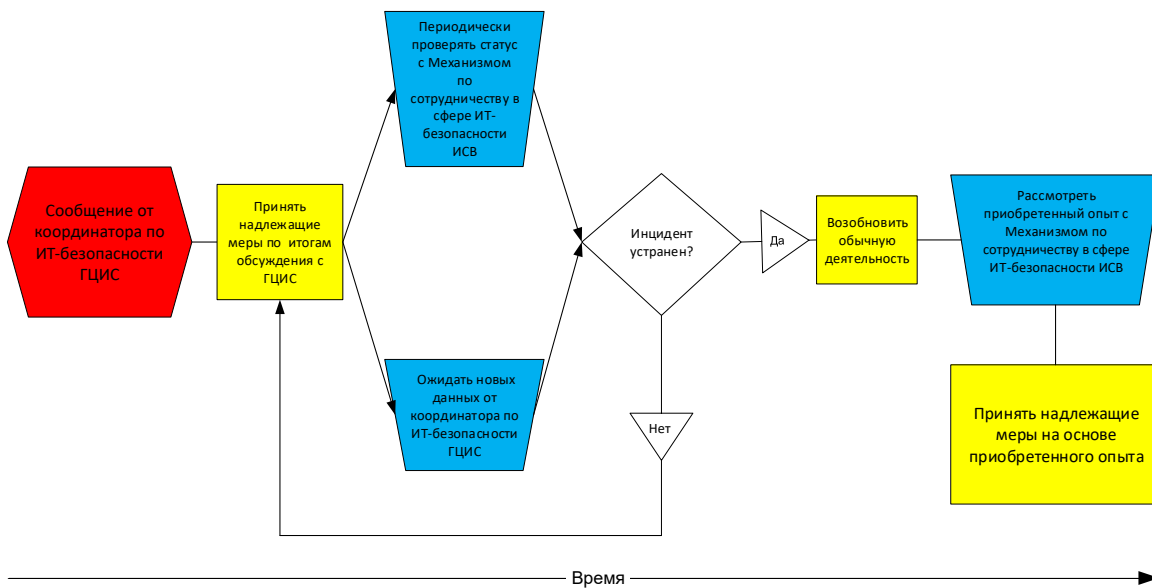 Сообщение от
координатора по
ИТ-безопасности
ГЦИС
Принять
надлежащие
меры по итогам
обсуждения с
ГЦИС
Периодически
проверять статус
с Механизмом
по
сотрудничеству в
сфере ИТ-
безопасности
ИСВ
Ожидать новых
данных от
координатора по
ИТ-безопасности
ГЦИС
Инцидент
устранен?
Да
Нет
Возобновить
обычную
деятельность
Рассмотреть
приобретенный опыт с
Механизмом по
сотрудничеству в сфере
ИТ-безопасности ИСВ
Принять надлежащие
меры на основе
приобретенного опыта
Время